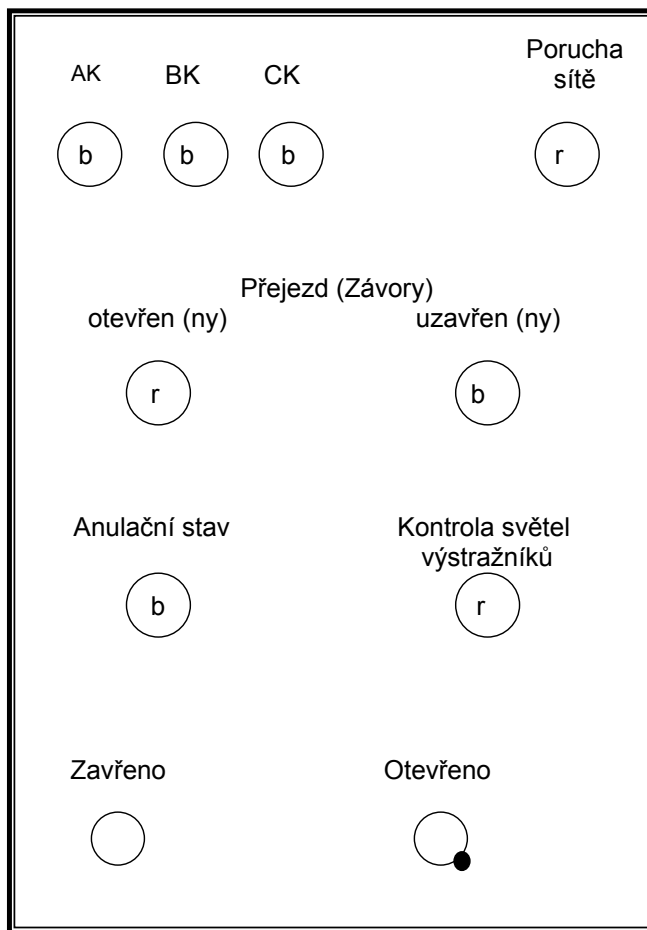 AK BK CK Porucha
sítě
b b b r
Přejezd (Závory)
otevřen (ny) uzavřen (ny)
r b
Anulační stav Kontrola světel
výstražníků
b r
Zavřeno Otevřeno